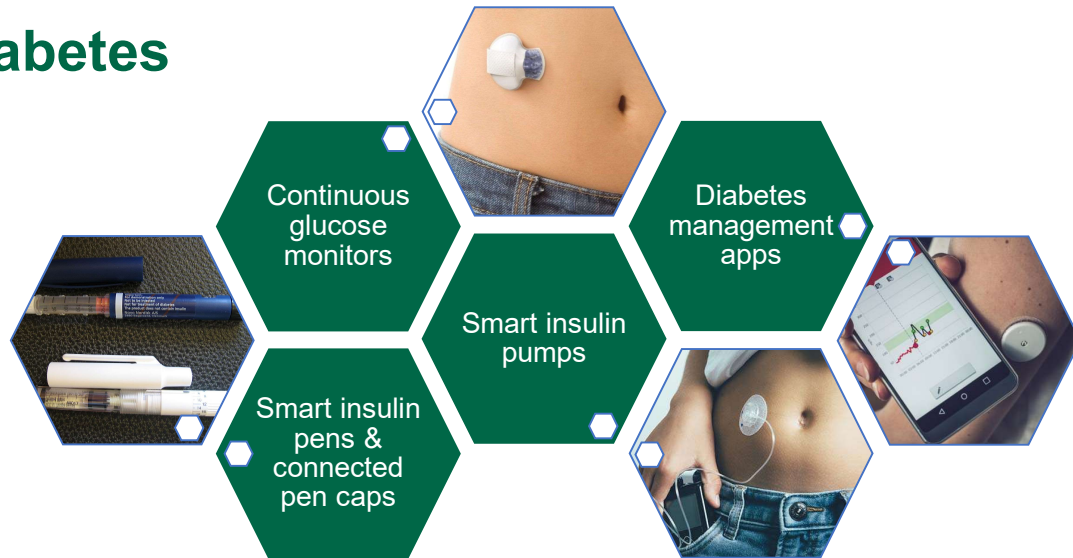 abetes
Continuous
glucose
monitors
Diabetes
management
apps
Smart insulin
pumps
Smart insulin
pens &
connected
pen caps